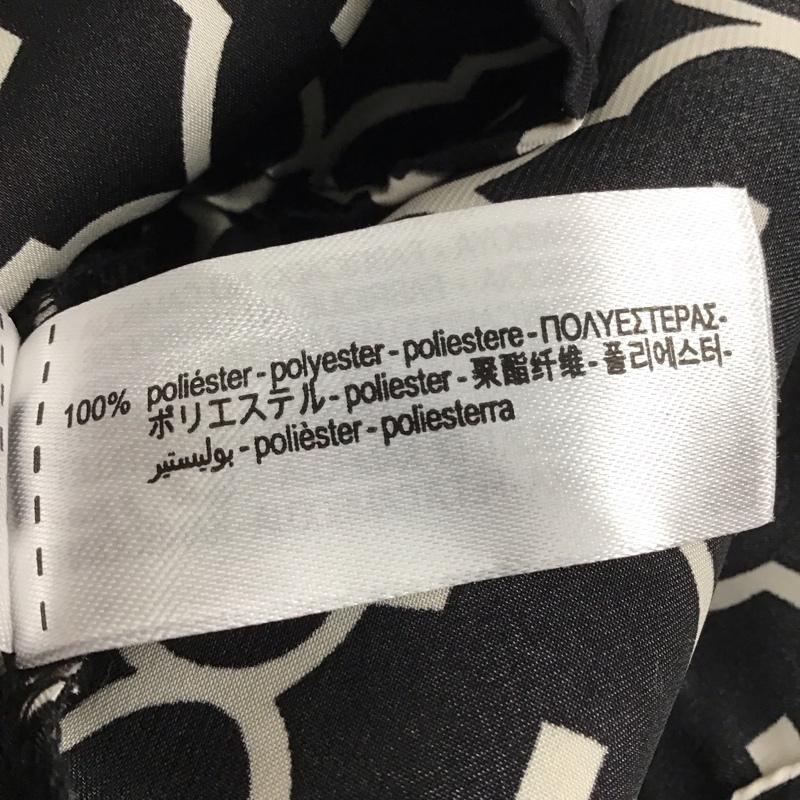 100% poliéster - polyester - poliestere - ΠΟΛΥΕΣΤΕΡΑΣ-
ポリエステル - poliester - 聚酯纤维 - 폴리에스터-
بوليستير - polièster - poliesterra